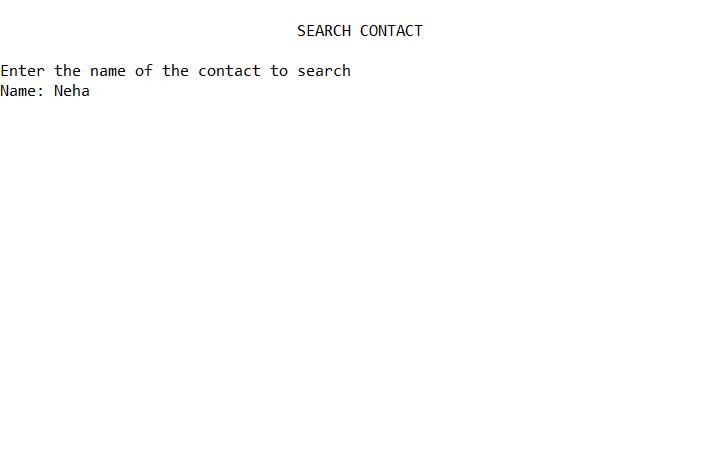 SEARCH CONTACT
Enter the name of the contact to search
Name: Neha